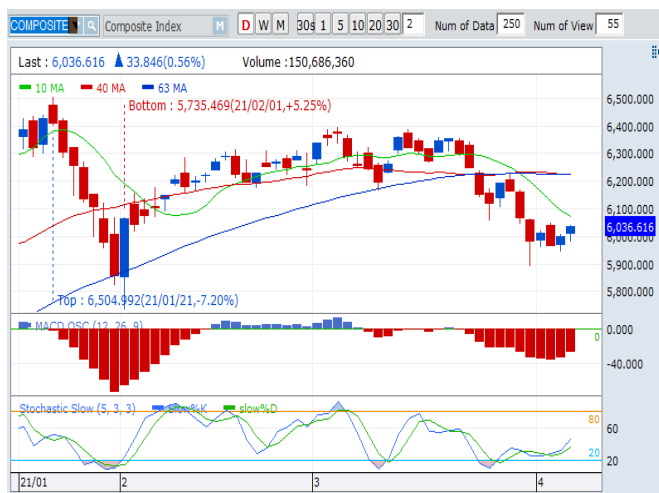 COMPOSITE Composite Index M D W M 30s 1 5 10 20 30 2 Num of Data 250 Num of View 55
Last : 6,036.616 ▲ 33.846(0.56%) Volume :150,686,360
10 MA 40 MA 63 MA
Bottom : 5,735.469(21/02/01,+5.25%)
6,500.000
6,400.000
6,300.000
6,200.000
6,100.000
6,036.616
6,000.000
5,900.000
5,800.000
Top : 6,504.992(21/01/21,-7.20%)
MACD OSC (12, 26, 9)
0.000
0
-40.000
Stochastic Slow (5, 3, 3) Slow%K slow%D
80
60
20
20
21/01 2 3 4